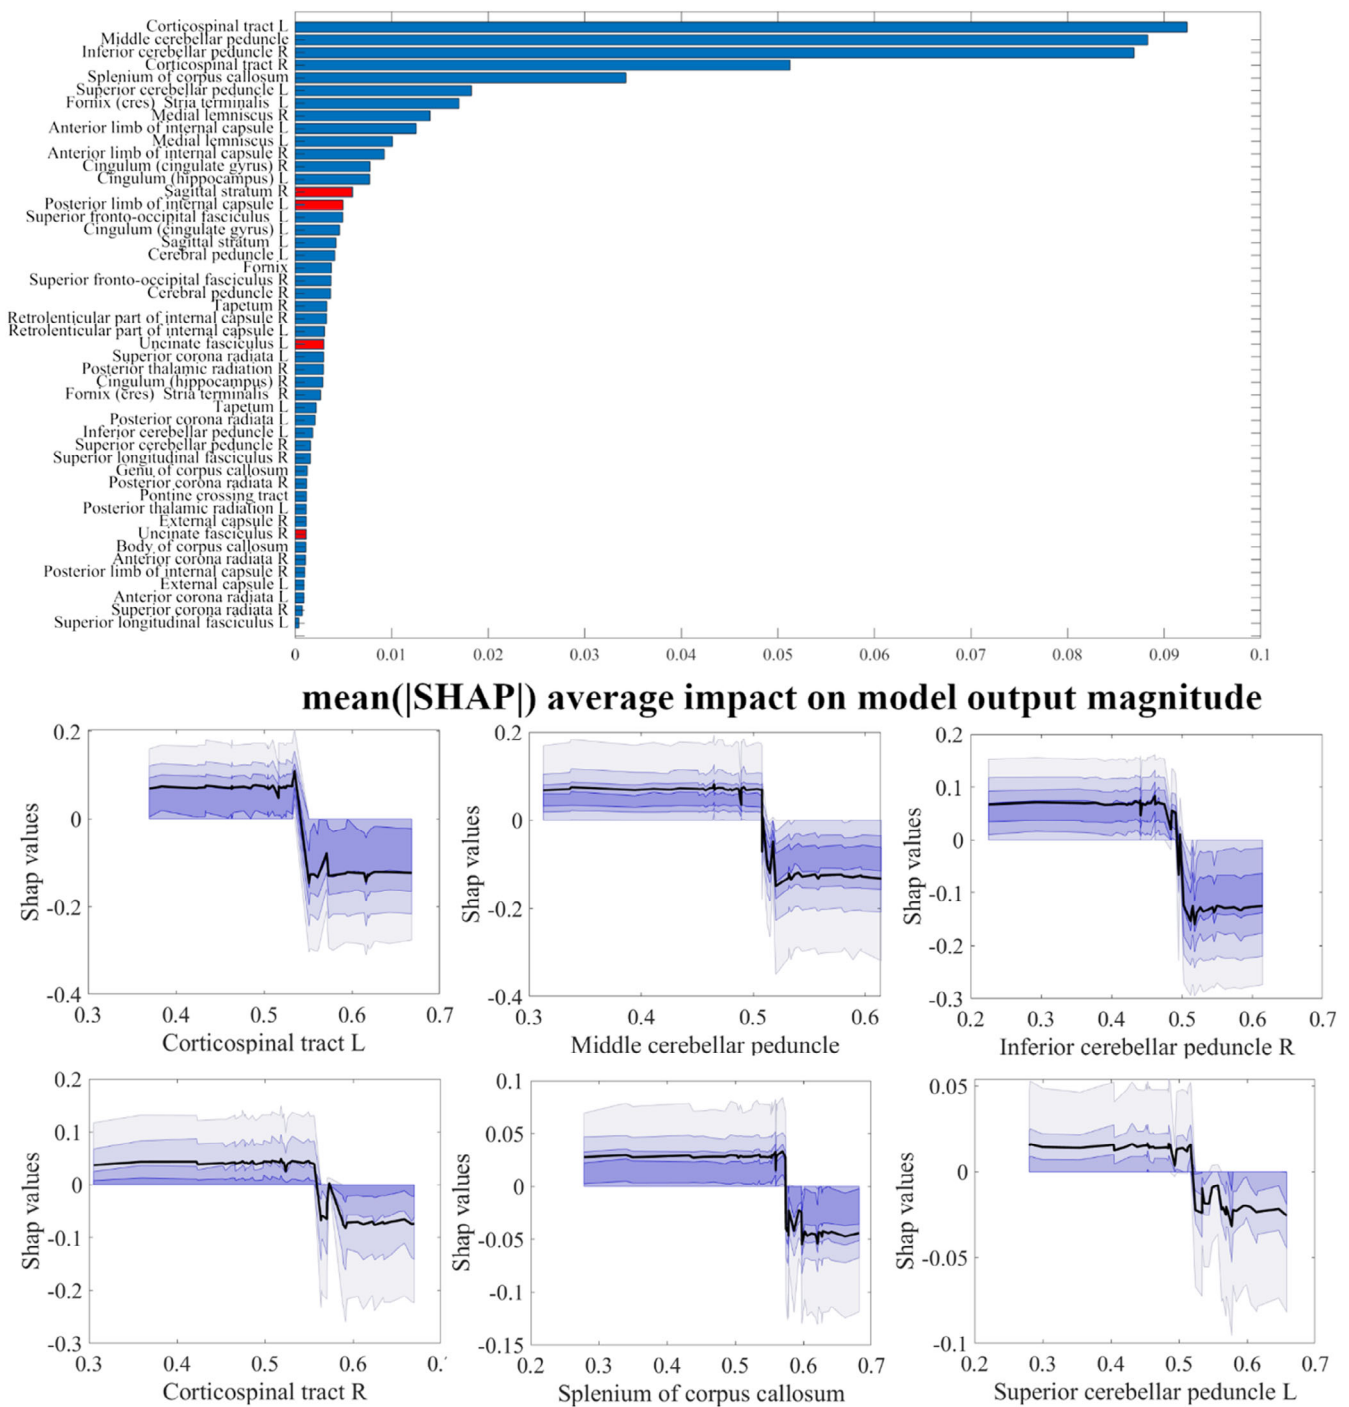 Corticospinal tract L
Middle cerebellar peduncle
Inferior cerebellar peduncle R
Corticospinal tract R
Splenium of corpus callosum
Superior cerebellar peduncle L
Fornix (cres) Stria terminalis L
Medial lemniscus R
Anterior limb of internal capsule L
Medial lemniscus L
Anterior limb of internal capsule R
Cingulum (cingulate gyrus) R
Cingulum (hippocampus) L
Sagittal stratum R
Posterior limb of internal capsule L
Superior fronto-occipital fasciculus L
Cingulum (cingulate gyrus) L
Sagittal stratum L
Cerebral peduncle L
Fornix
Superior fronto-occipital fasciculus R
Cerebral peduncle R
Tapetum R
Retrolenticular part of internal capsule R
Retrolenticular part of internal capsule L
Uncinate fasciculus L
Superior corona radiata L
Posterior thalamic radiation R
Cingulum (hippocampus) R
Fornix (cres) Stria terminalis R
Tapetum L
Posterior corona radiata L
Inferior cerebellar peduncle L
Superior cerebellar peduncle R
Superior longitudinal fasciculus R
Genu of corpus callosum
Posterior corona radiata R
Pontine crossing tract
Posterior thalamic radiation L
External capsule R
Uncinate fasciculus R
Body of corpus callosum
Anterior corona radiata R
Posterior limb of internal capsule R
External capsule L
Anterior corona radiata L
Superior corona radiata R
Superior longitudinal fasciculus L
0 0.01 0.02 0.03 0.04 0.05 0.06 0.07 0.08 0.09 0.1
mean(|SHAP|) average impact on model output magnitude
Shap values
0.2
0
-0.2
-0.4
0.3 0.4 0.5 0.6 0.7
Corticospinal tract L
Shap values
0.2
0
-0.2
-0.4
0.3 0.4 0.5 0.6
Middle cerebellar peduncle
Shap values
0.2
0.1
0
-0.1
-0.2
-0.3
0.2 0.3 0.4 0.5 0.6 0.7
Inferior cerebellar peduncle R
Shap values
0.2
0.1
0
-0.1
-0.2
-0.3
0.3 0.4 0.5 0.6 0.
Corticospinal tract R
Shap values
0.1
0.05
0
-0.05
-0.1
-0.15
0.2 0.3 0.4 0.5 0.6 0.7
Splenium of corpus callosum
Shap values
0.05
0
-0.05
-0.1
0.2 0.3 0.4 0.5 0.6 0.7
Superior cerebellar peduncle L